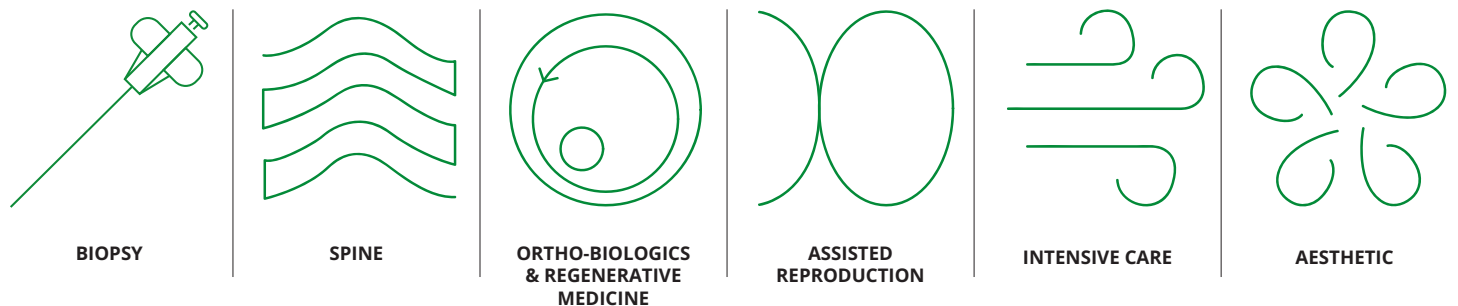 BIOPSY
SPINE
ORTHO-BIOLOGICS
& REGENERATIVE
MEDICINE
ASSISTED
REPRODUCTION
INTENSIVE CARE
AESTHETIC